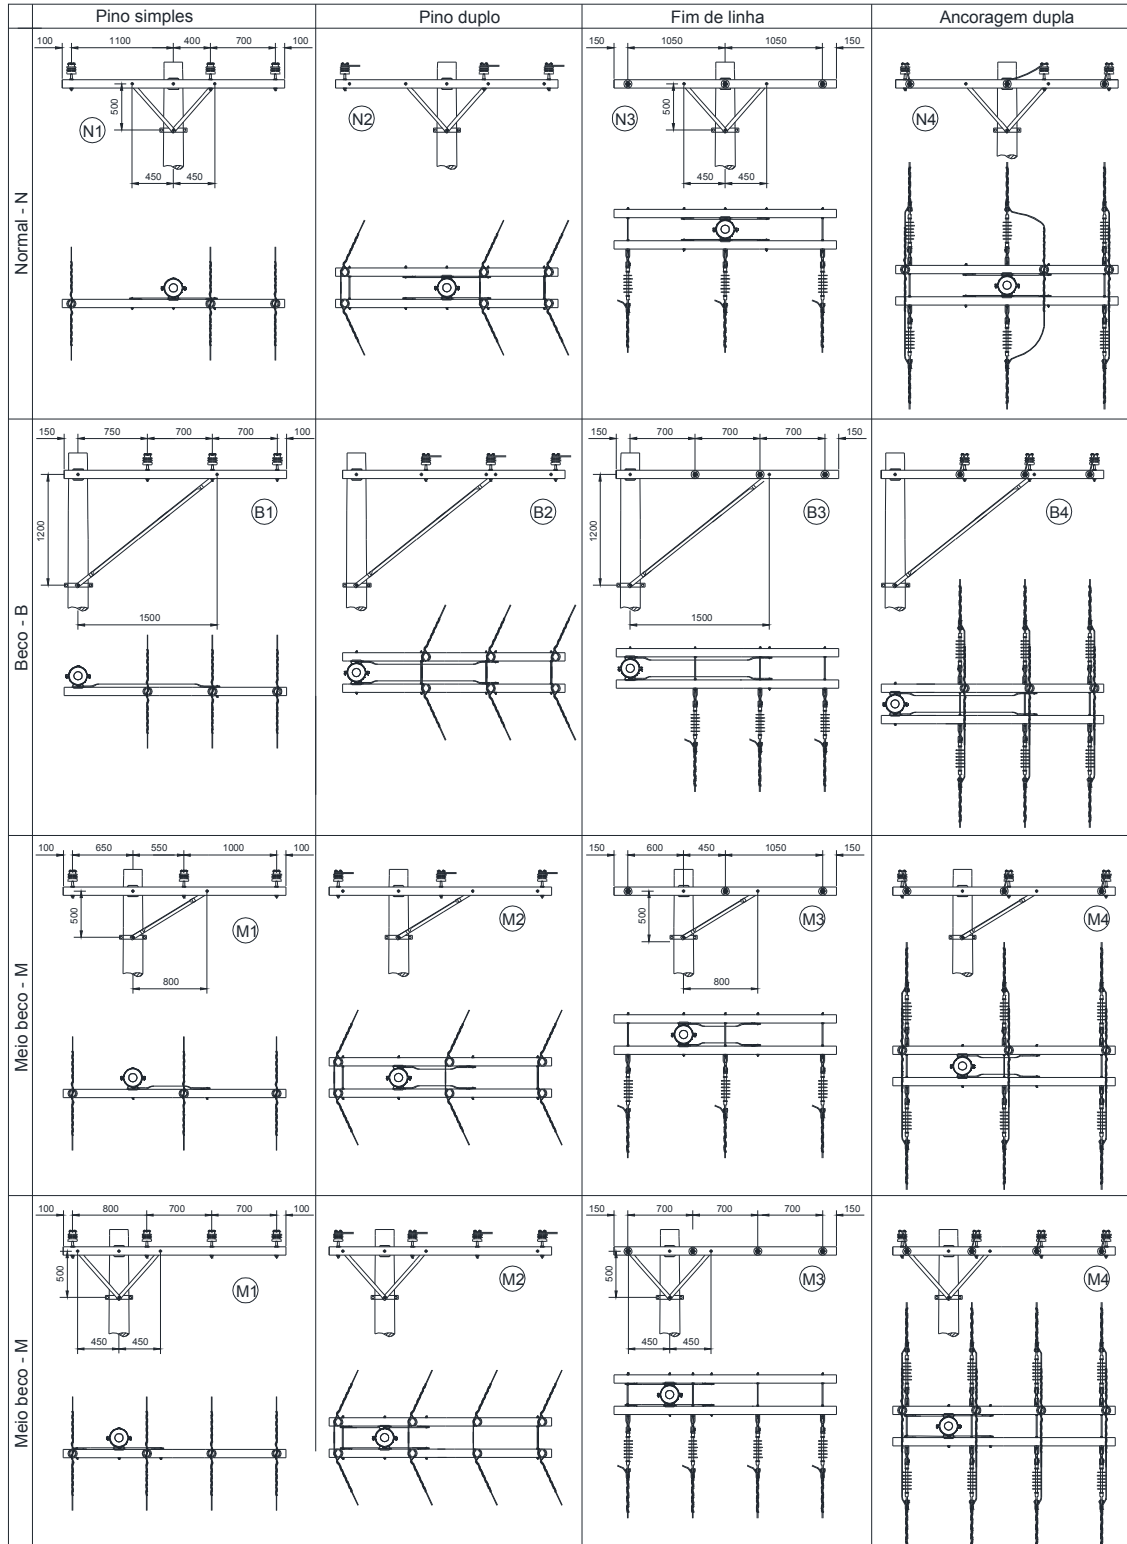 Pino simples
Pino duplo
Fim de linha
Ancoragem dupla
Normal - N
100 1100 400 700 100
500
N1
450 450
N2
150 1050 1050 150
500
N3
450 450
N4
Beco - B
150 750 700 700 100
1200
B1
1500
B2
150 700 700 700 150
1200
B3
1500
B4
Meio beco - M
100 650 550 1000 100
500
M1
800
M2
150 600 450 1050 150
500
M3
800
M4
Meio beco - M
100 800 700 700 100
500
M1
450 450
M2
150 700 700 700 150
500
M3
450 450
M4